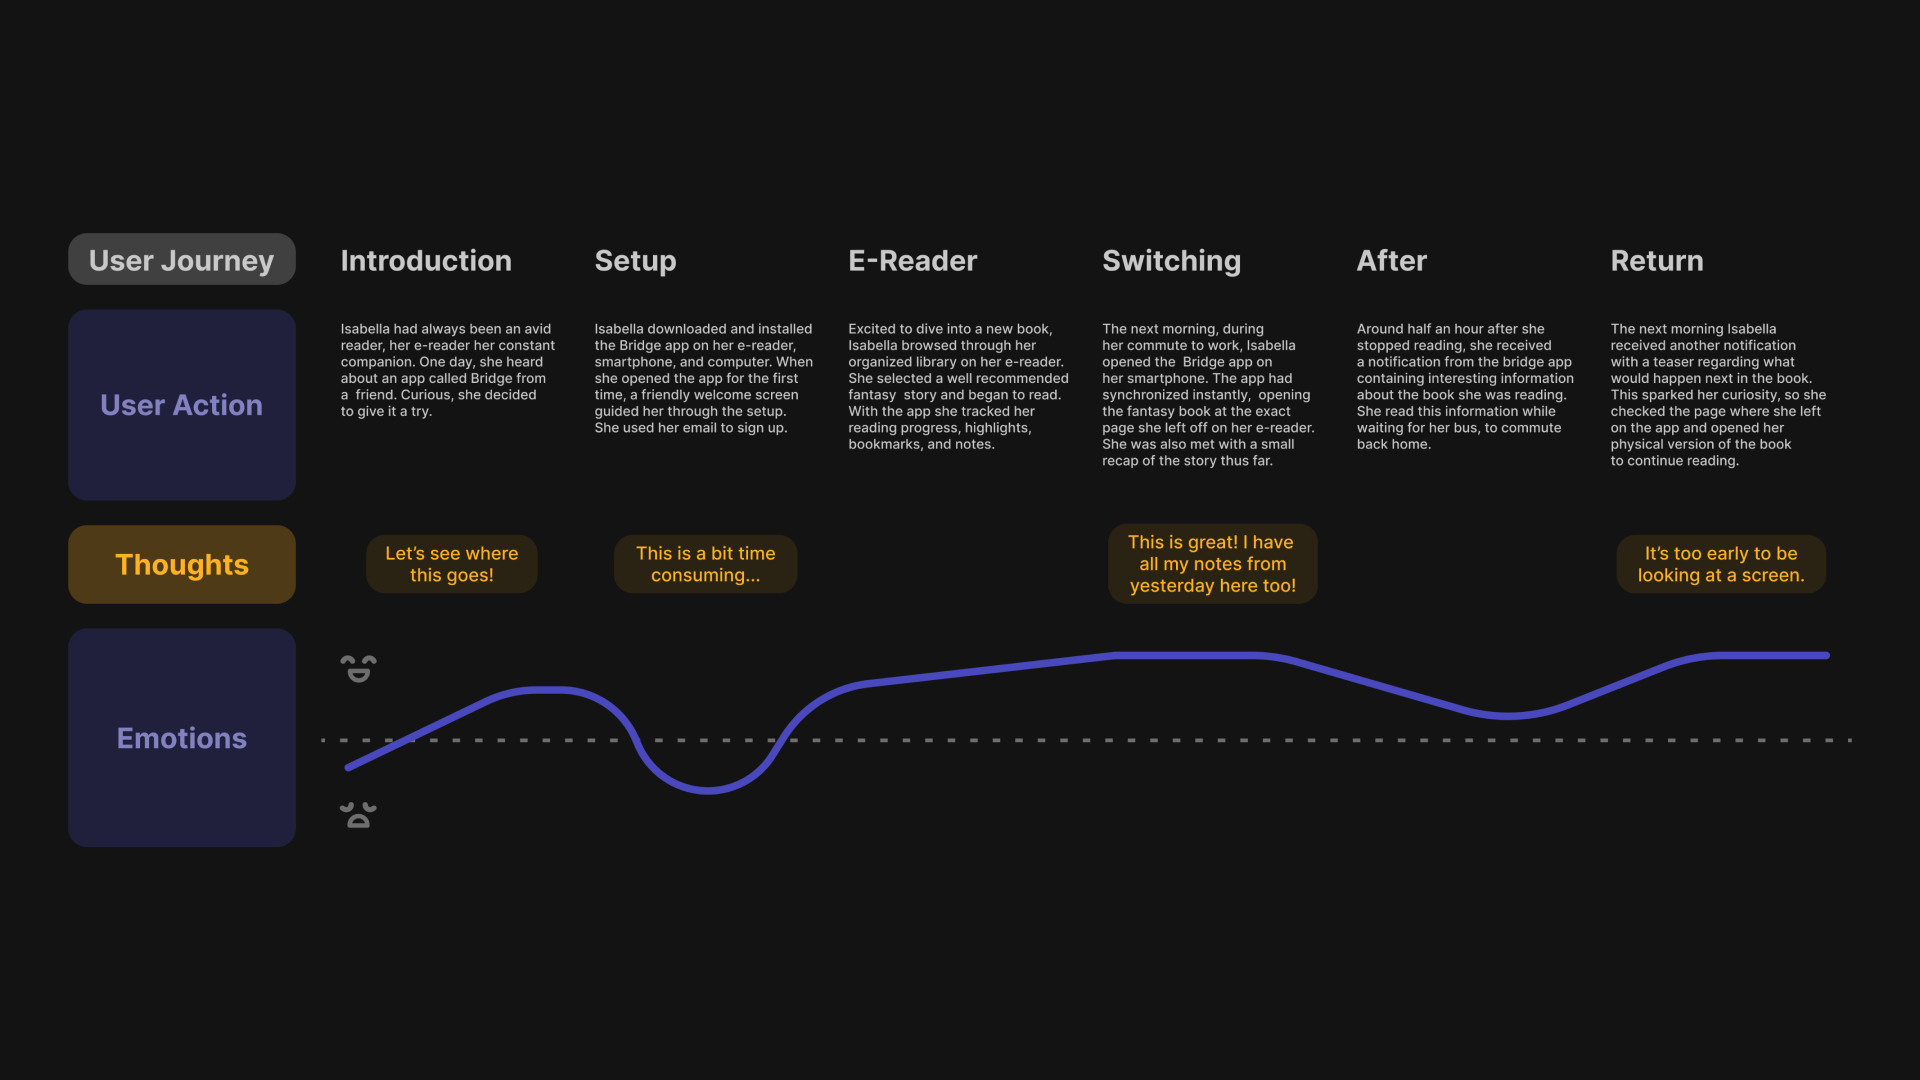 User Journey
Introduction
Setup
E-Reader
Switching
After
Return
User Action
Isabella had always been an avid
reader, her e-reader her constant
companion. One day, she heard
about an app called Bridge from
a friend. Curious, she decided
to give it a try.
Isabella downloaded and installed
the Bridge app on her e-reader,
smartphone, and computer. When
she opened the app for the first
time, a friendly welcome screen
guided her through the setup.
She used her email to sign up.
Excited to dive into a new book,
Isabella browsed through her
organized library on her e-reader.
She selected a well recommended
fantasy story and began to read.
With the app she tracked her
reading progress, highlights,
bookmarks, and notes.
The next morning, during
her commute to work, Isabella
opened the Bridge app on
her smartphone. The app had
synchronized instantly, opening
the fantasy book at the exact
page she left off on her e-reader.
She was also met with a small
recap of the story thus far.
Around half an hour after she
stopped reading, she received
a notification from the bridge app
containing interesting information
about the book she was reading.
She read this information while
waiting for her bus, to commute
back home.
The next morning Isabella
received another notification
with a teaser regarding what
would happen next in the book.
This sparked her curiosity, so she
checked the page where she left
on the app and opened her
physical version of the book
to continue reading.
Thoughts
Let's see where
this goes!
This is a bit time
consuming...
This is great! I have
all my notes from
yesterday here too!
It's too early to be
looking at a screen.
Emotions